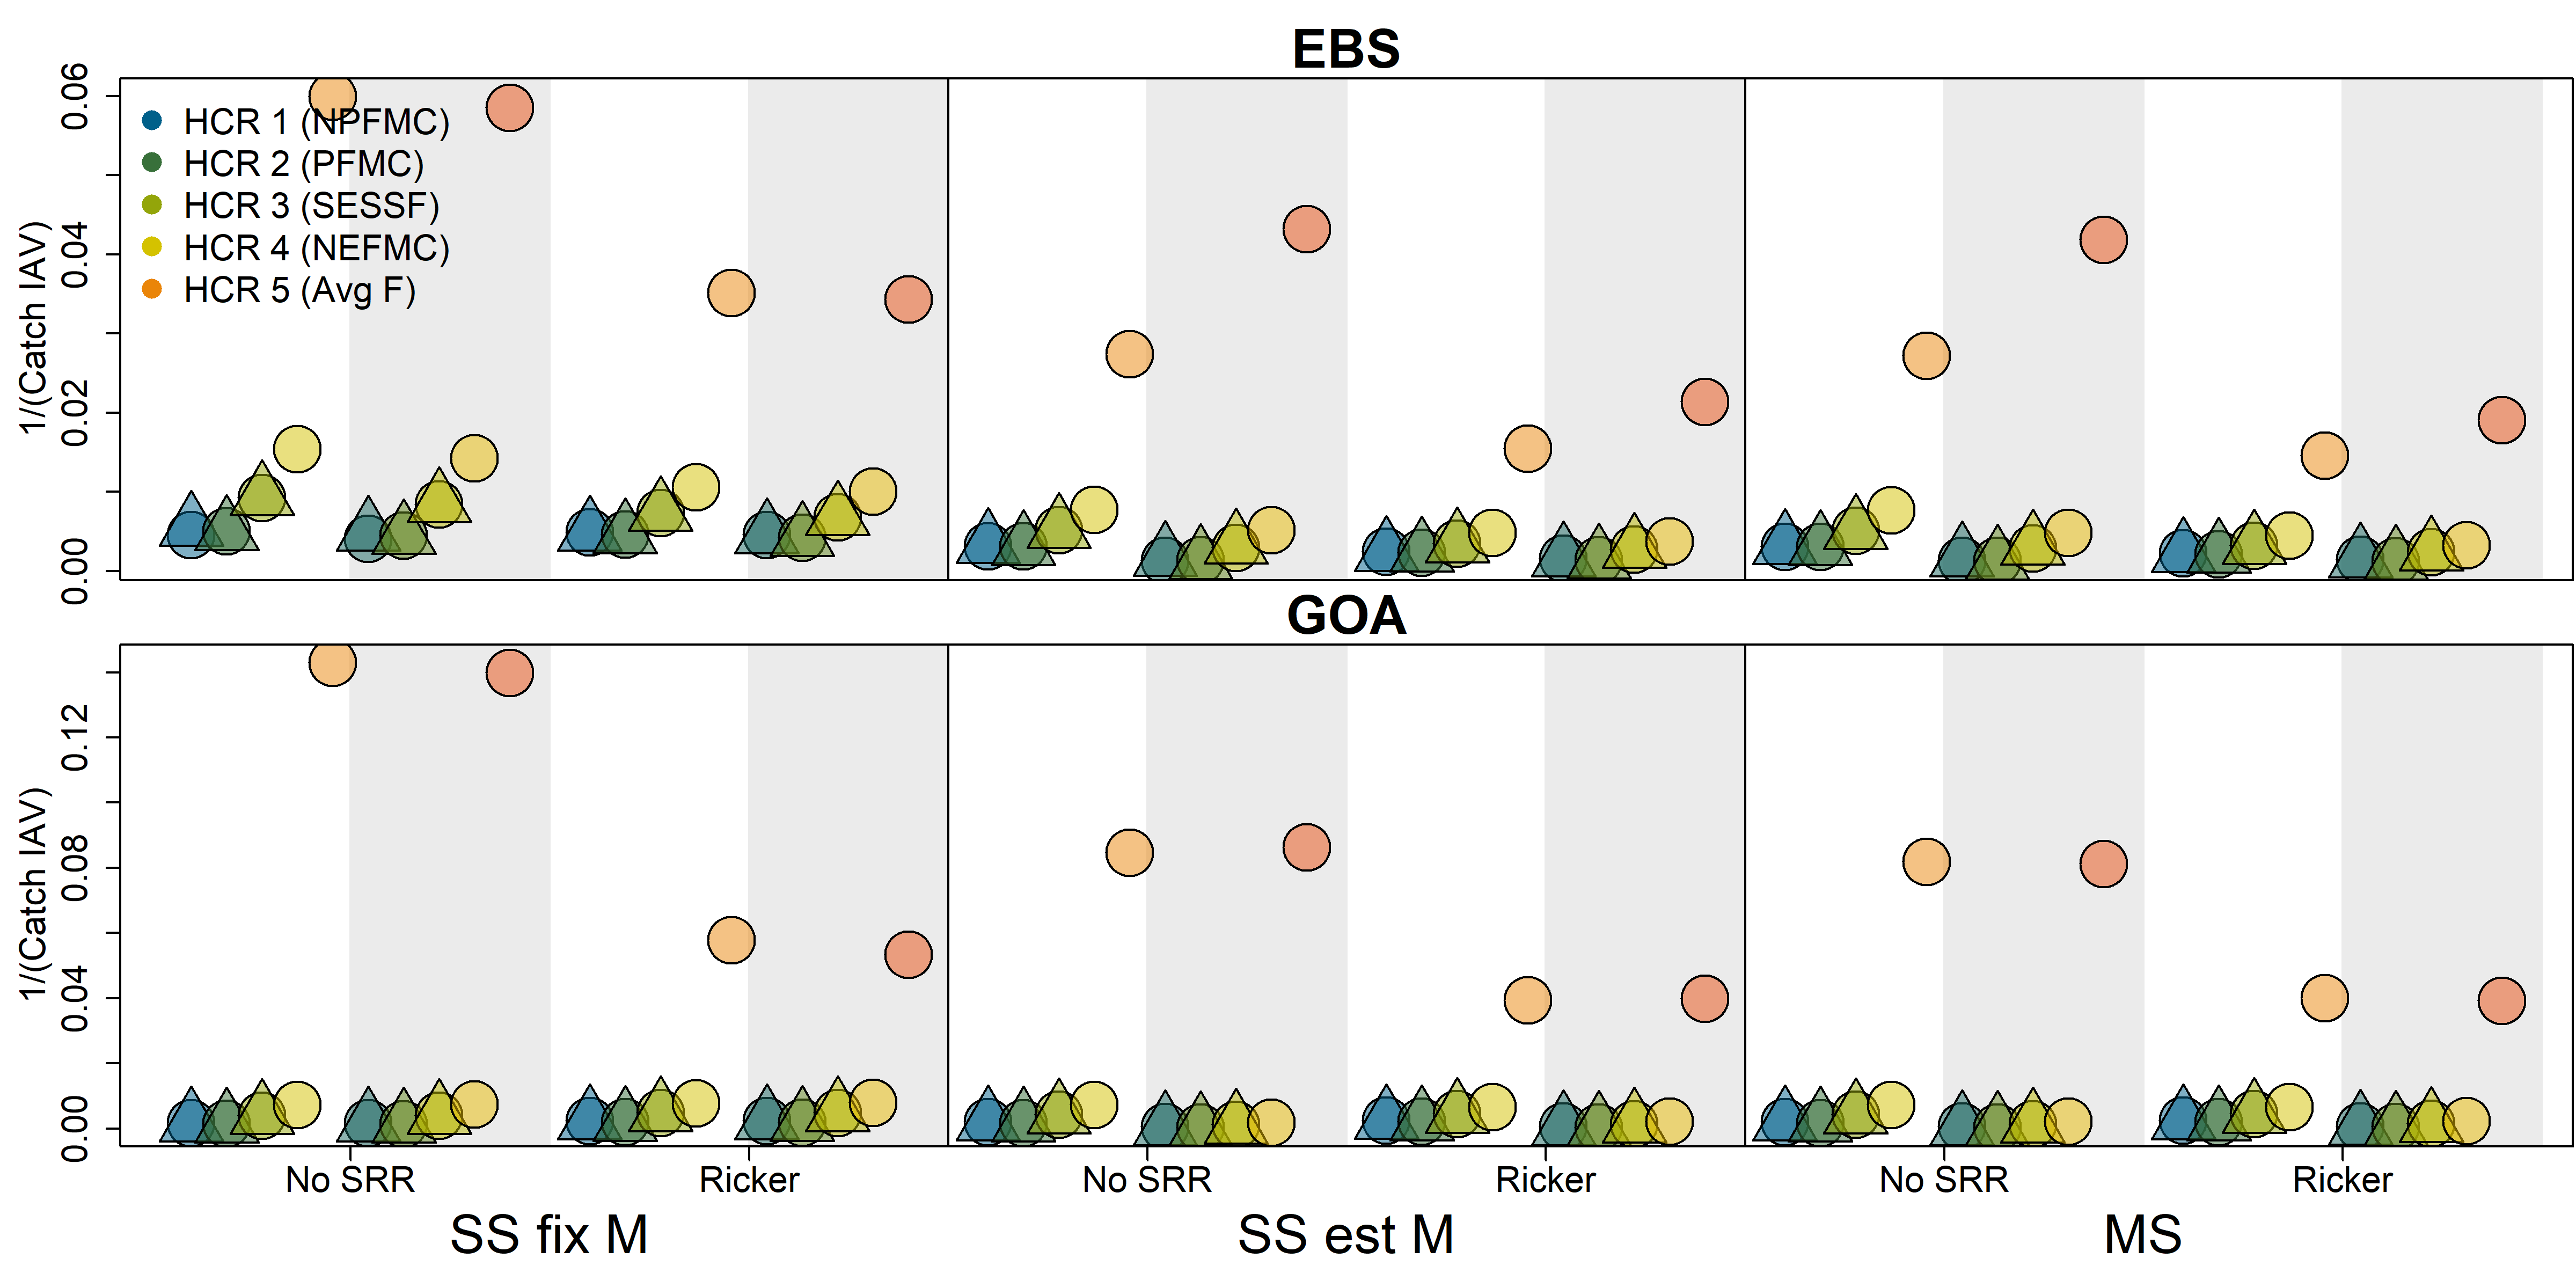 EBS
1/(Catch IAV)
0.06
0.04
0.02
0.00
HCR 1 (NPFMC)
HCR 2 (PFMC)
HCR 3 (SESSF)
HCR 4 (NEFMC)
HCR 5 (Avg F)
GOA
1/(Catch IAV)
0.12
0.08
0.04
0.00
No SRR Ricker No SRR Ricker No SRR Ricker
SS fix M SS est M MS